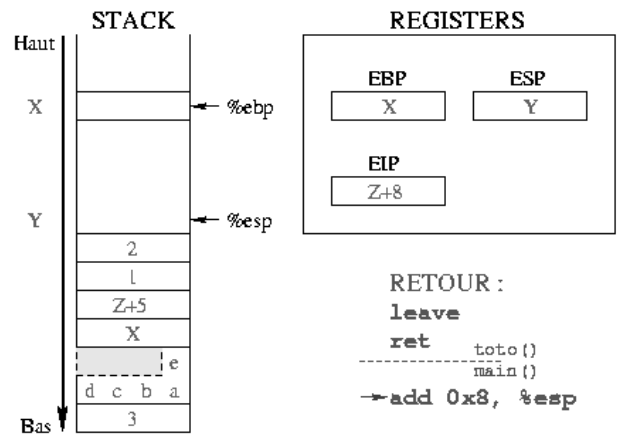 STACK
REGISTERS
Haut
EBP
ESP
X
%ebp
X
Y
EIP
Z+8
Y
%esp
2
1
Z+5
X
e
d c b a
3
Bas
RETOUR :
leave
ret
toto()
main()
add 0x8, %esp